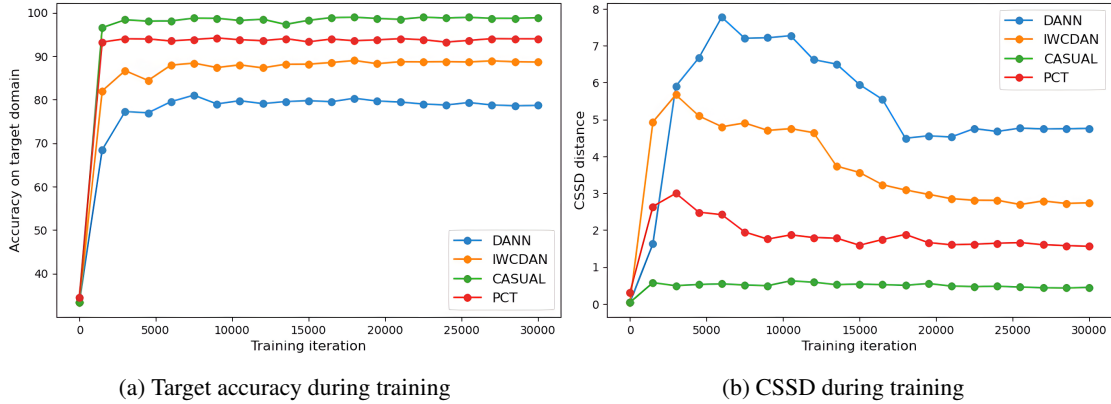 100
90
80
70
60
50
40
Accuracy on target domain
0
5000
10000
15000
20000
25000
30000
Training iteration
DANN
IWCDAN
CASUAL
PCT
(a) Target accuracy during training
8
7
6
5
4
3
2
1
0
CSSD distance
0
5000
10000
15000
20000
25000
30000
Training iteration
DANN
IWCDAN
CASUAL
PCT
(b) CSSD during training